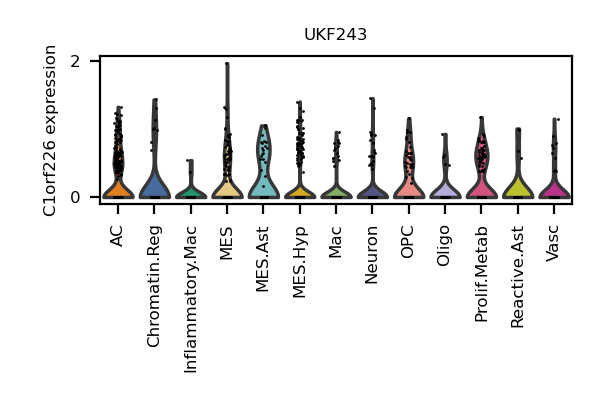 UKF243
C1orf226 expression
2
0
AC
Chromatin.Reg
Inflammatory.Mac
MES
MES.Ast
MES.Hyp
Mac
Neuron
OPC
Oligo
Prolif.Metab
Reactive.Ast
Vasc